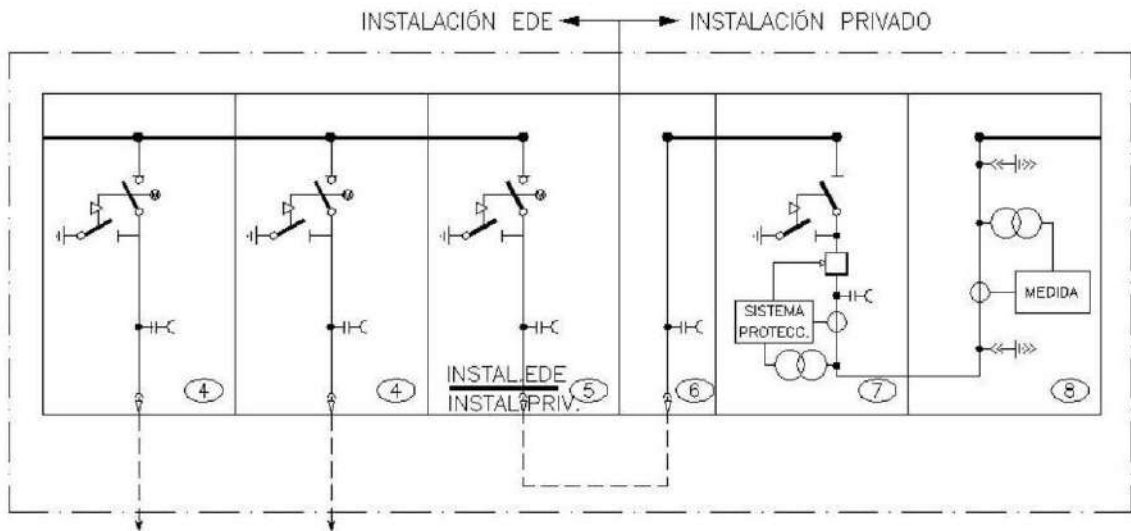 INSTALACIÓN EDE
INSTALACIÓN PRIVADO
M
M
M
SISTEMA
PROTECC.
MEDIDA
INSTAL.EDE
INSTAL.PRIV.
4
4
5
6
7
8